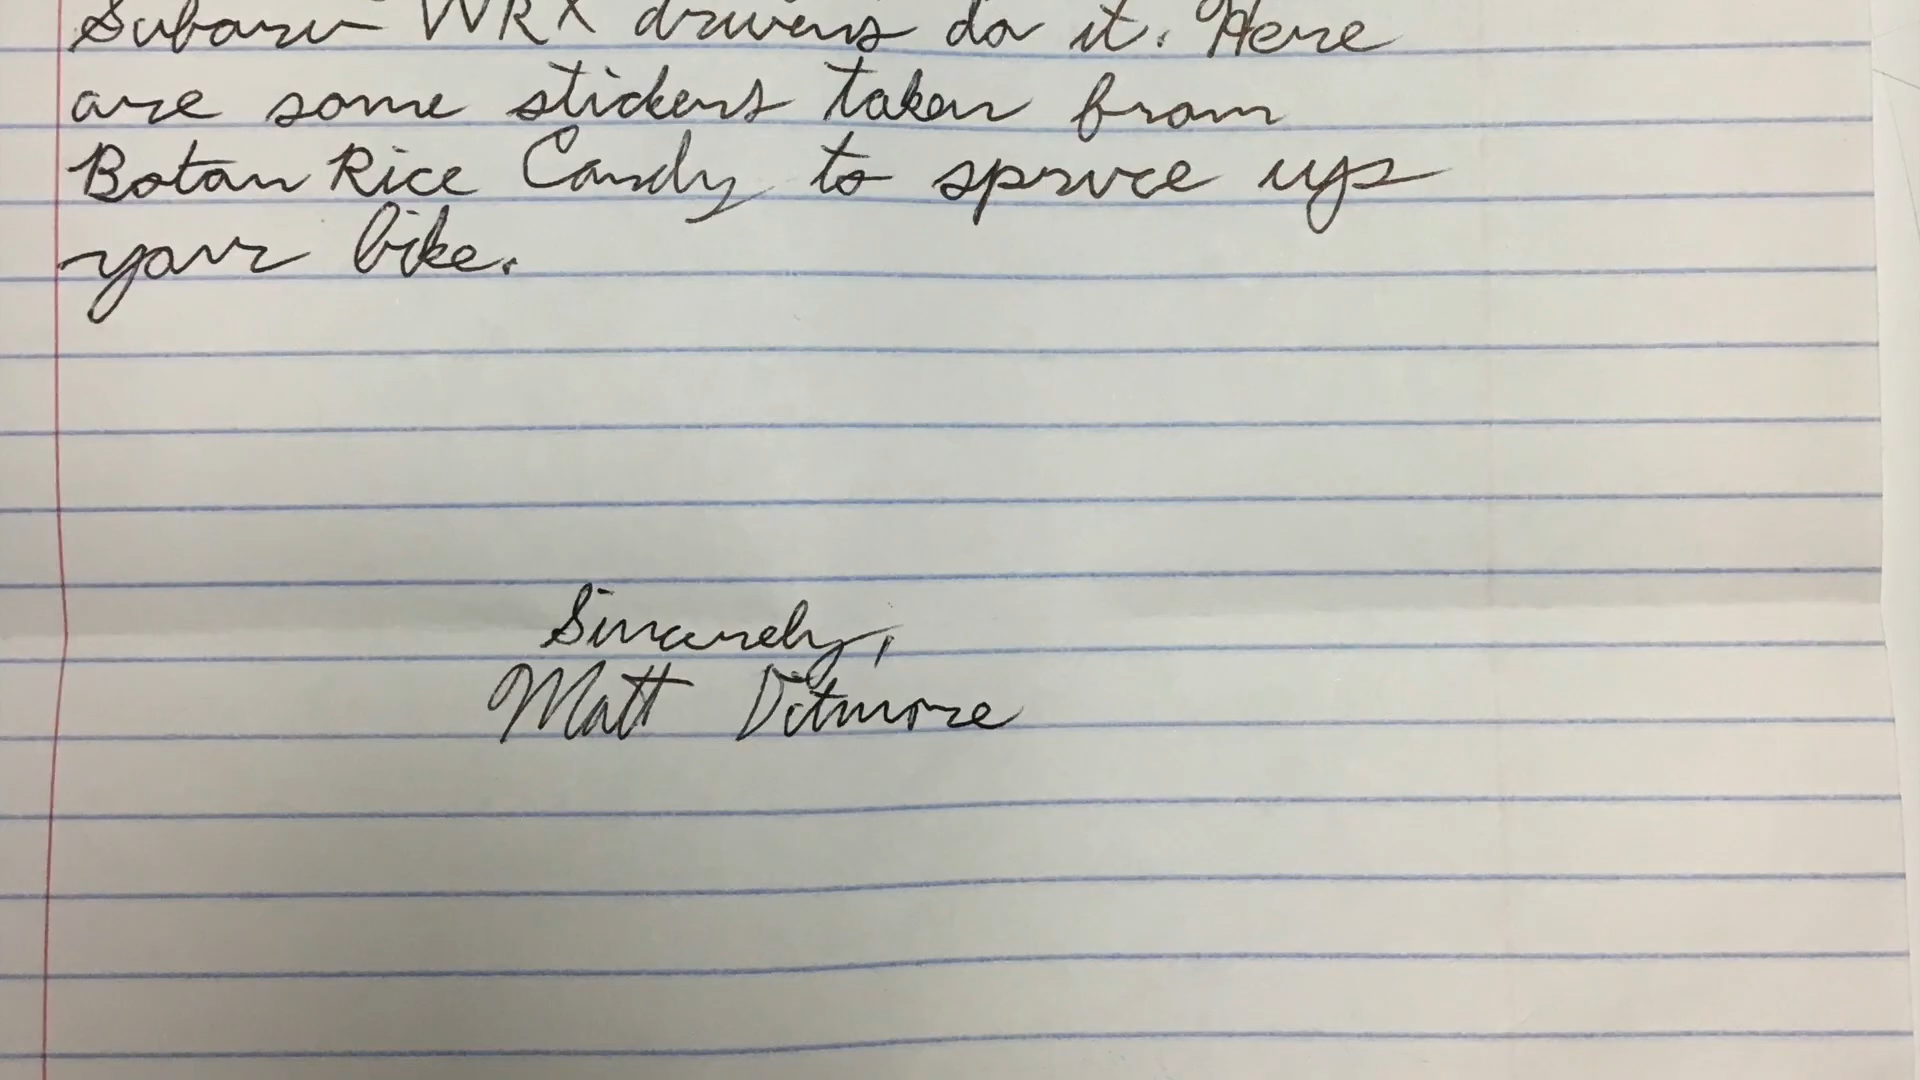 Subaru WRX drivers do it. Here
are some stickers taken from
Botan Rice Candy to spruce up
your bike.
Sincerely,
Matt Ditmore